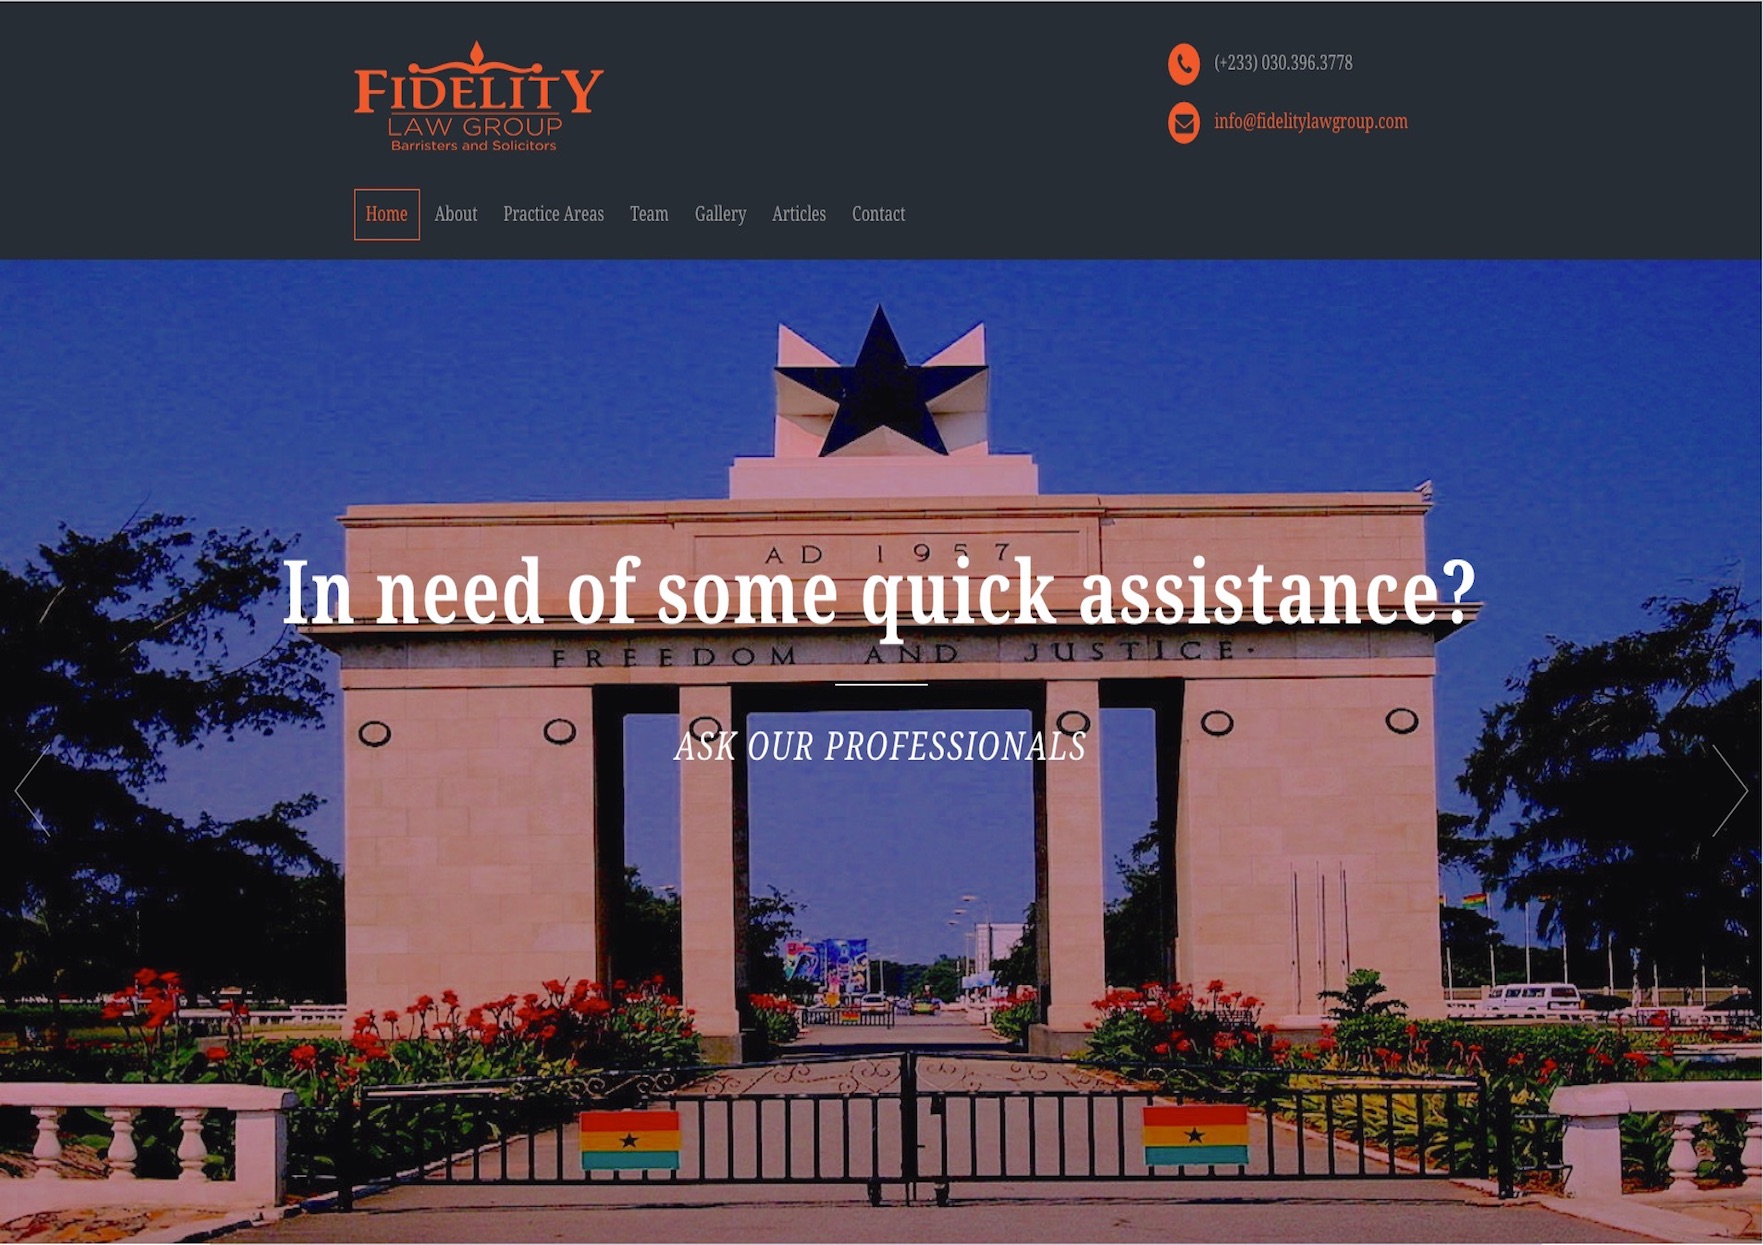 FIDELITY
LAW GROUP
Barristers and Solicitors
(+233) 030.396.3778
info@fidelitylawgroup.com
Home About Practice Areas Team Gallery Articles Contact
AD 1957
In need of some quick assistance?
FREEDOM AND JUSTICE.
ASK OUR PROFESSIONALS